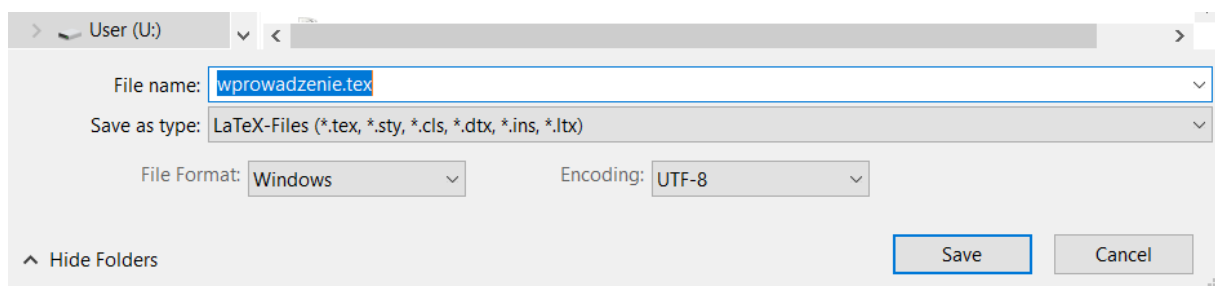 User (U:)
File name: wprowadzenie.tex
Save as type: LaTeX-Files (*.tex, *.sty, *.cls, *.dtx, *.ins, *.ltx)
File Format: Windows Encoding: UTF-8
Hide Folders Save Cancel